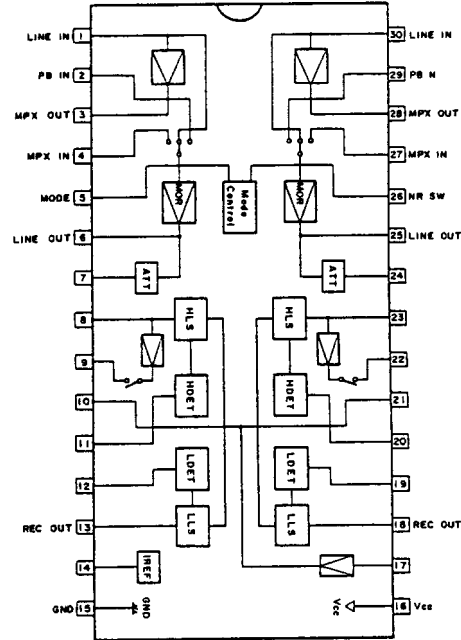 LINE IN 1
30 LINE IN
PB IN 2
29 PB N
MPX OUT 3
28 MPX OUT
MPX IN 4
27 MPX IN
MODE 5
MOR
Mode Control
MOR
26 NR SW
LINE OUT 6
25 LINE OUT
7
ATT
ATT
24
8
HLS
HLS
23
9
22
10
HDET
HDET
21
11
20
12
LDET
LDET
19
REC OUT 13
LLS
LLS
18 REC OUT
14
IREF
17
GND 15
GND
Vcc
16 Vcc